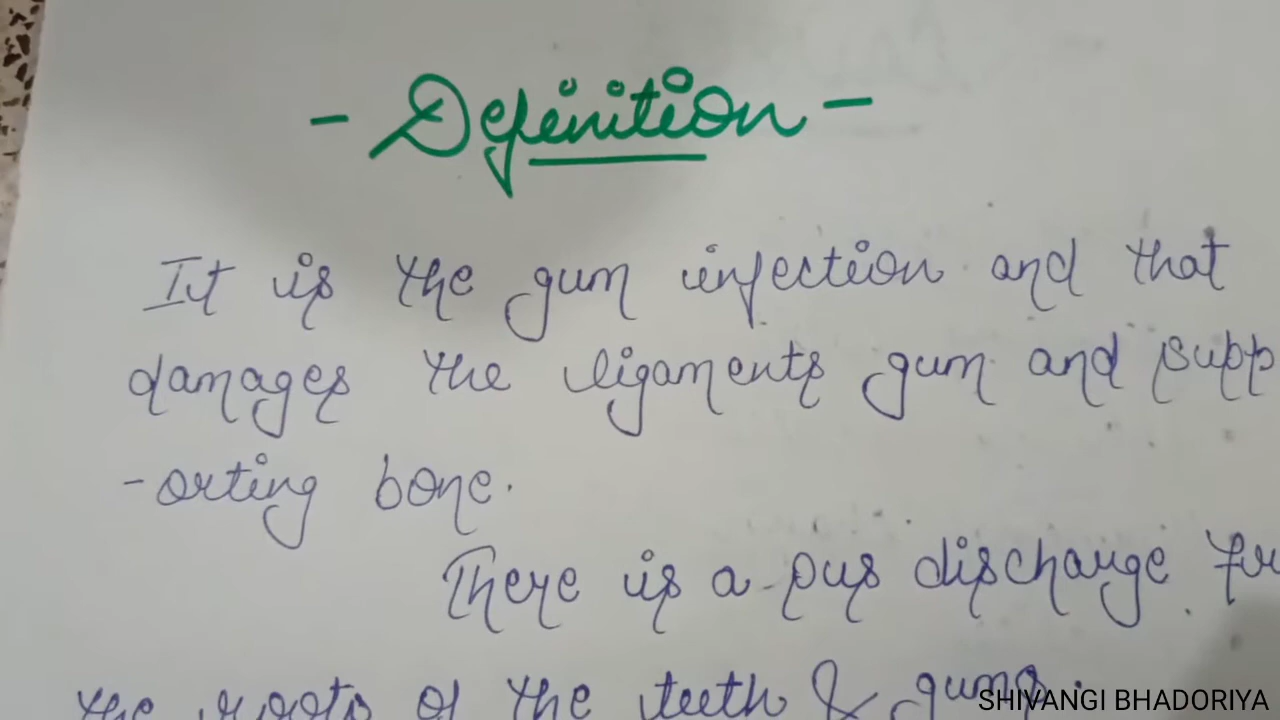 - Definition -
It is the gum infection and that
damages the ligaments gum and supp
-orting bone.
There is a pus discharge
the roots of the teeth & gums.
SHIVANGI BHADORIYA